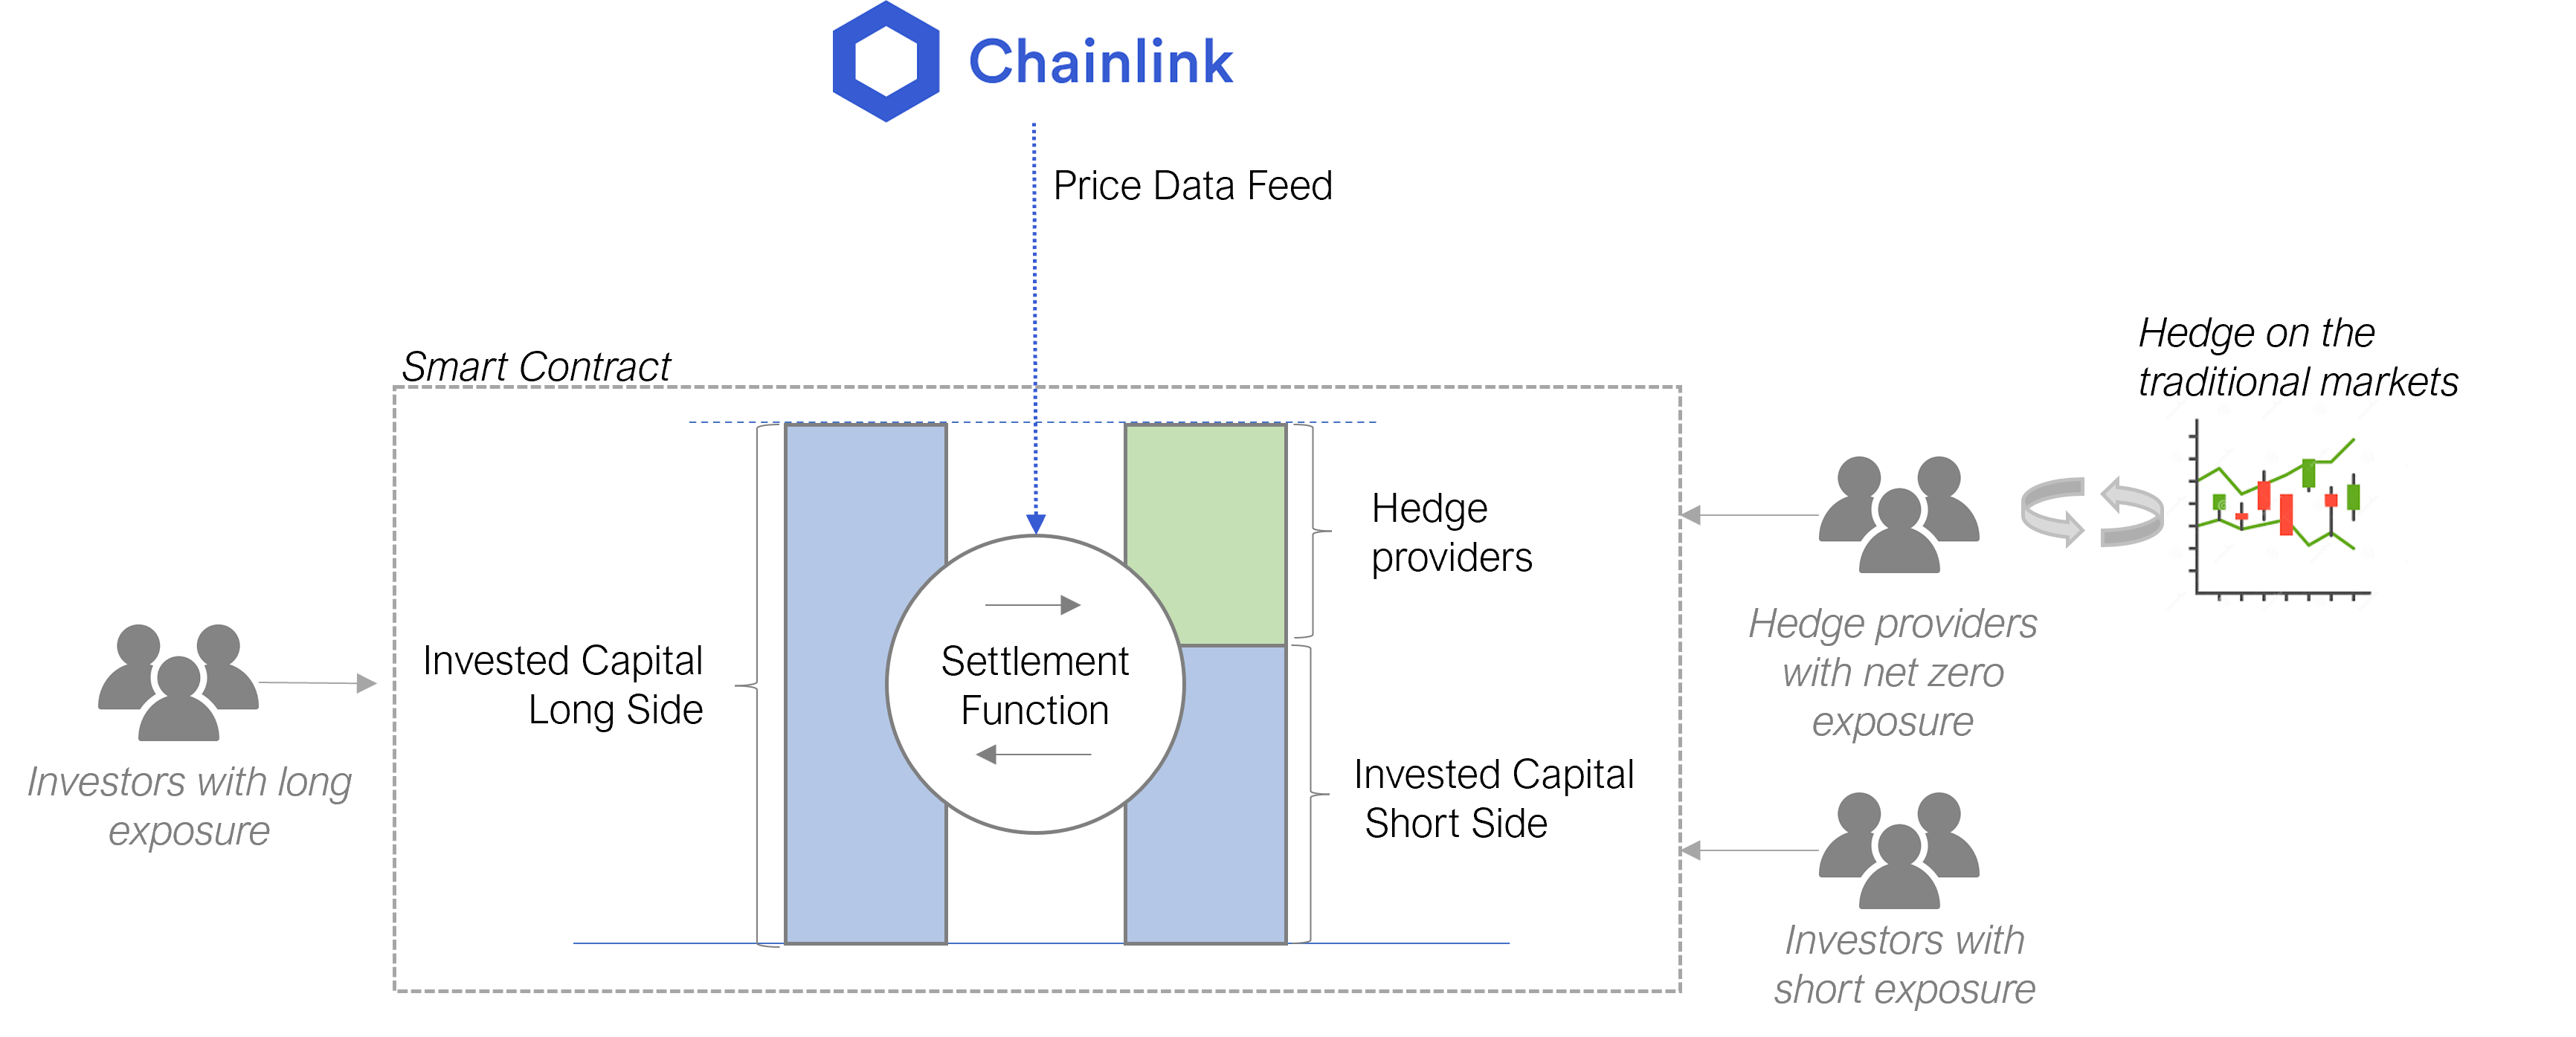 Chainlink
Price Data Feed
Hedge on the
traditional markets
Smart Contract
Hedge
providers
Invested Capital
Long Side
Settlement
Function
Hedge providers
with net zero
exposure
Investors with long
exposure
Invested Capital
Short Side
Investors with
short exposure